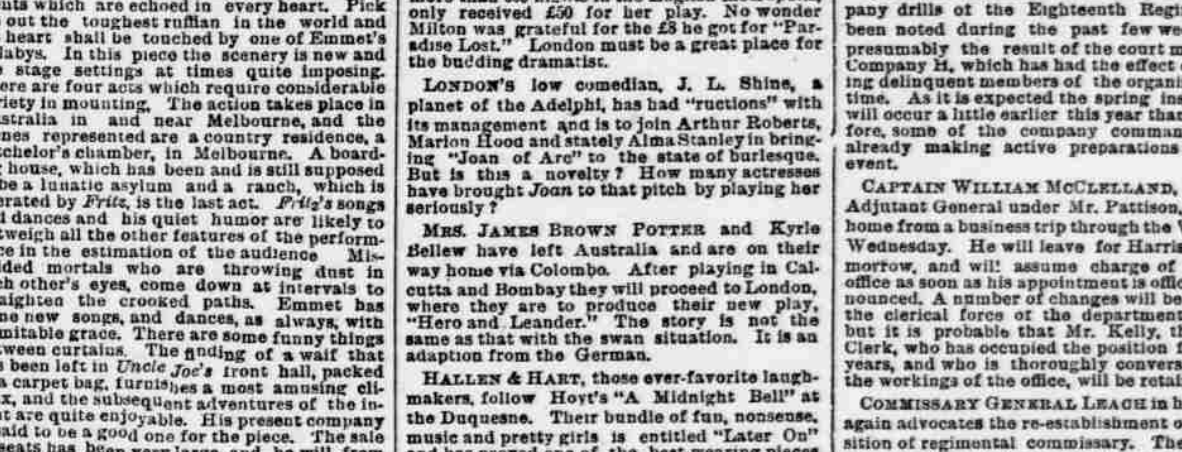 nts which are echoed in every heart. Pick
out the toughest ruffian in the world and
heart shall be touched by one of Emmet's
labys. In this piece the scenery is new and
stage settings at times quite imposing.
ere are four acts which require considerable
riety in mounting. The action takes place in
stralia in and near Melbourne, and the
nes represented are a country residence, a
tchelor's chamber, in Melbourne. A board-
g house, which has been and is still supposed
be a lunatic asylum and a ranch, which is
erated by Fritz, is the last act. Fritz's songs
d dances and his quiet humor are likely to
tweigh all the other features of the perform-
ce in the estimation of the audience Mis-
ded mortals who are throwing dust in
ch other's eyes, come down at intervals to
aighten the crooked paths. Emmet has
ne new songs, and dances, as always, with
mitable grace. There are some funny things
tween curtains. The finding of a waif that
s been left in Uncle Joe's front hall, packed
a carpet bag, furnishes a most amusing cli-
x, and the subsequent adventures of the in-
nt are quite enjoyable. His present company
aid to be a good one for the piece. The sale
seats has been very large and he will from
only received £50 for her play. No wonder
Milton was grateful for the £8 he got for "Par-
adise Lost." London must be a great place for
the budding dramatist.
LONDON'S low comedian, J. L. Shine, a
planet of the Adelphi, has had "ructions" with
its management and is to join Arthur Roberts,
Marion Hood and stately Alma Stanley in bring-
ing "Joan of Arc" to the state of burlesque.
But is this a novelty? How many actresses
have brought Joan to that pitch by playing her
seriously?
MRS. JAMES BROWN POTTER and Kyrle
Bellew have left Australia and are on their
way home via Colombo. After playing in Cal-
cutta and Bombay they will proceed to London,
where they are to produce their new play,
"Hero and Leander." The story is not the
same as that with the swan situation. It is an
adaption from the German.
HALLEN & HART, those ever-favorite laugh-
makers, follow Hoyt's "A Midnight Bell" at
the Duquesne. Their bundle of fun, nonsense,
music and pretty girls is entitled "Later On"
and has proved one of the best wearing pieces
pany drills of the Eighteenth Regi
been noted during the past few we
presumably the result of the court m
Company H, which has had the effect
ing delinquent members of the organi
time. As it is expected the spring ins
will occur a little earlier this year than
fore, some of the company comman
already making active preparations
event.
CAPTAIN WILLIAM MCCLELLAND,
Adjutant General under Mr. Pattison,
home from a business trip through the W
Wednesday. He will leave for Harris
morrow, and will assume charge of
office as soon as his appointment is offic
nounced. A number of changes will be
the clerical force of the department
but it is probable that Mr. Kelly, th
Clerk, who has occupied the position f
years, and who is thoroughly convers
the workings of the office, will be retai
COMMISSARY GENERAL LEACH in h
again advocates the re-establishment o
sition of regimental commissary. The